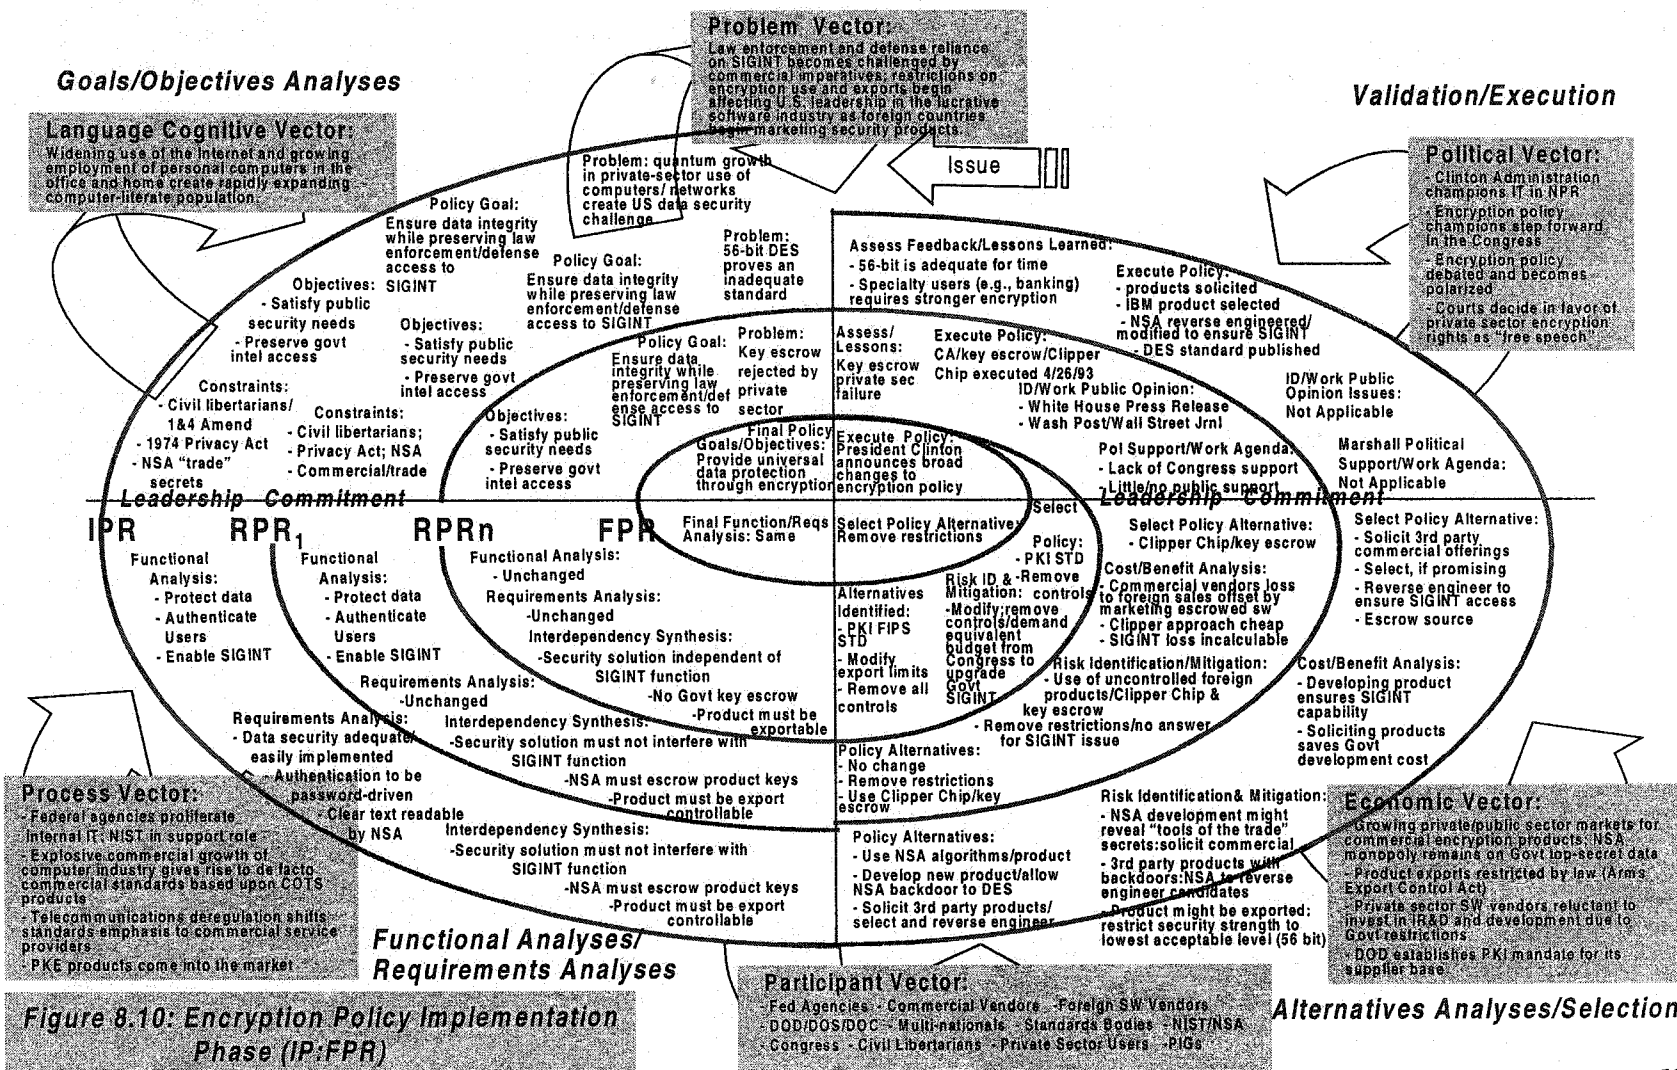 Goals/Objectives Analyses
Validation/Execution
Problem Vector:
Law enforcement and defense reliance
on SIGINT becomes challenged by
commercial imperatives; restrictions on
encryption use and exports begin
affecting U.S. leadership in the lucrative
software industry as foreign countries
begin marketing security products.
Language Cognitive Vector:
Widening use of the Internet and growing
employment of personal computers in the
office and home create rapidly expanding
computer-literate population.
Issue
Political Vector:
- Clinton Administration
champions IT in NPR
- Encryption policy
champions step forward
in the Congress
- Encryption policy
debated and becomes
polarized
- Courts decide in favor of
private sector encryption
rights as "free speech"
Problem: quantum growth
in private-sector use of
computers/ networks
create US data security
challenge
Policy Goal:
Ensure data integrity
while preserving law
enforcement/defense
access to
SIGINT
Objectives:
- Satisfy public
security needs
- Preserve govt
intel access
Constraints:
- Civil libertarians/
1&4 Amend
- 1974 Privacy Act
- NSA "trade"
secrets
Problem:
56-bit DES
proves an
inadequate
standard
Policy Goal:
Ensure data integrity
while preserving law
enforcement/defense
access to SIGINT
Objectives:
- Satisfy public
security needs
- Preserve govt
intel access
Constraints:
- Civil libertarians;
- Privacy Act; NSA
- Commercial/trade
Problem:
Key escrow
rejected by
private
sector
Policy Goal:
Ensure data
integrity while
preserving law
enforcement/def
ense access to
SIGINT
Objectives:
- Satisfy public
security needs
- Preserve govt
intel access
Final Policy
Goals/Objectives:
Provide universal
data protection
through encryption
Assess Feedback/Lessons Learned:
- 56-bit is adequate for time
- Specialty users (e.g., banking)
requires stronger encryption
Execute Policy:
- products solicited
- IBM product selected
- NSA reverse engineered/
modified to ensure SIGINT
- DES standard published
ID/Work Public
Opinion Issues:
Not Applicable
Marshall Political
Support/Work Agenda:
Not Applicable
Assess/
Lessons:
Key escrow
private sec
failure
Execute Policy:
CA/key escrow/Clipper
Chip executed 4/26/93
ID/Work Public Opinion:
- White House Press Release
- Wash Post/Wall Street Jrnl
Pol Support/Work Agenda:
- Lack of Congress support
- Little/no public support
Execute Policy:
President Clinton
announces broad
changes to
encryption policy
Leadership Commitment
Leadership Commitment
IPR
RPR1
RPRn
FPR
Final Function/Reqs
Analysis: Same
Select Policy Alternative:
Remove restrictions
Select
Policy:
- PKI STD
-Remove
controls
Functional
Analysis:
- Protect data
- Authenticate
Users
- Enable SIGINT
Requirements Analysis:
- Data security adequate/
easily implemented
- Authentication to be
password-driven
- Clear text readable
by NSA
Interdependency Synthesis:
-Security solution must not interfere with
SIGINT function
-NSA must escrow product keys
-Product must be export
controllable
Functional
Analysis:
- Protect data
- Authenticate
Users
- Enable SIGINT
Requirements Analysis:
-Unchanged
Interdependency Synthesis:
-Security solution must not interfere with
SIGINT function
-NSA must escrow product keys
-Product must be export
controllable
Functional Analysis:
- Unchanged
Requirements Analysis:
-Unchanged
Interdependency Synthesis:
-Security solution independent of
SIGINT function
-No Govt key escrow
-Product must be
exportable
Alternatives
Identified:
- PKI FIPS
STD
- Modify
export limits
- Remove all
controls
Risk ID &
Mitigation:
-Modify;remove
controls/demand
equivalent
budget from
Congress to
upgrade
Govt
SIGINT
Select Policy Alternative:
- Clipper Chip/key escrow
Cost/Benefit Analysis:
- Commercial vendors loss
to foreign sales offset by
marketing escrowed sw
- Clipper approach cheap
- SIGINT loss incalculable
Risk Identification/Mitigation:
- Use of uncontrolled foreign
products/Clipper Chip &
key escrow
- Remove restrictions/no answer
for SIGINT issue
Policy Alternatives:
- No change
- Remove restrictions
- Use Clipper Chip/key
escrow
Select Policy Alternative:
- Solicit 3rd party
commercial offerings
- Select, if promising
- Reverse engineer to
ensure SIGINT access
- Escrow source
Cost/Benefit Analysis:
- Developing product
ensures SIGINT
capability
- Soliciting products
saves Govt
development cost
Risk Identification& Mitigation:
- NSA development might
reveal "tools of the trade"
secrets:solicit commercial
- 3rd party products with
backdoors:NSA to reverse
engineer candidates
- Product might be exported:
restrict security strength to
lowest acceptable level (56 bit)
Policy Alternatives:
- Use NSA algorithms/product
- Develop new product/allow
NSA backdoor to DES
- Solicit 3rd party products/
select and reverse engineer
Process Vector:
- Federal agencies proliferate
internal IT; NIST in support role
- Explosive commercial growth of
computer industry gives rise to de facto
commercial standards based upon COTS
products
- Telecommunications deregulation shifts
standards emphasis to commercial service
providers
- PKE products come into the market
Economic Vector:
- Growing private/public sector markets for
commercial encryption products; NSA
monopoly remains on Govt top-secret data
- Product exports restricted by law (Arms
Export Control Act)
- Private sector SW vendors reluctant to
invest in IR&D and development due to
Govt restrictions
- DOD establishes PKI mandate for its
supplier base
Functional Analyses/
Requirements Analyses
Participant Vector:
-Fed Agencies - Commercial Vendors -Foreign SW Vendors
- DOD/DOS/DOC - Multi-nationals - Standards Bodies - NIST/NSA
- Congress - Civil Libertarians - Private Sector Users -PIGs
Alternatives Analyses/Selection
Figure 8.10: Encryption Policy Implementation
Phase (IP:FPR)